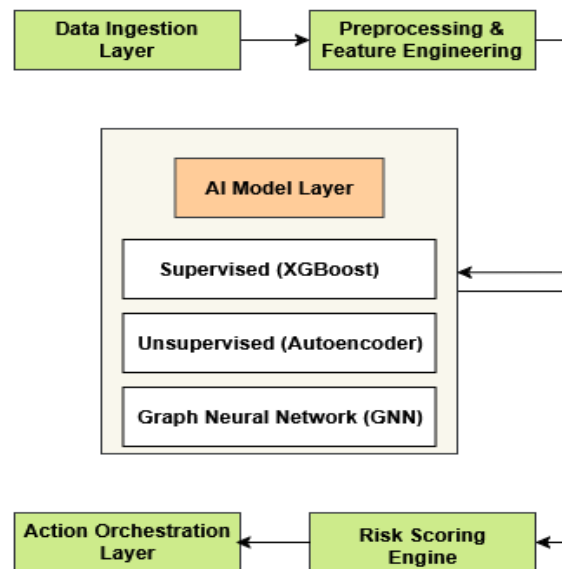 Data Ingestion
Layer
Preprocessing &
Feature Engineering
AI Model Layer
Supervised (XGBoost)
Unsupervised (Autoencoder)
Graph Neural Network (GNN)
Action Orchestration
Layer
Risk Scoring
Engine